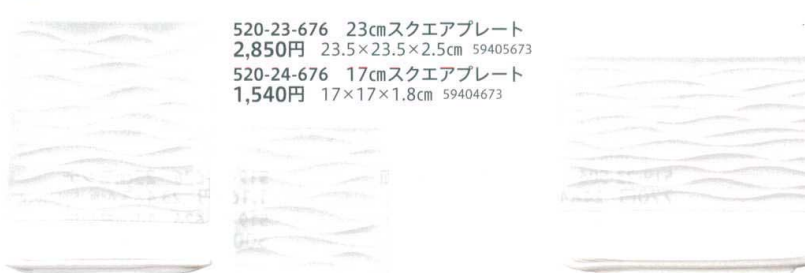 520-23-676 23㎝スクエアプレート
2,850円 23.5×23.5×2.5㎝ 59405673
520-24-676 17㎝スクエアプレート
1,540円 17×17×1.8㎝ 59404673